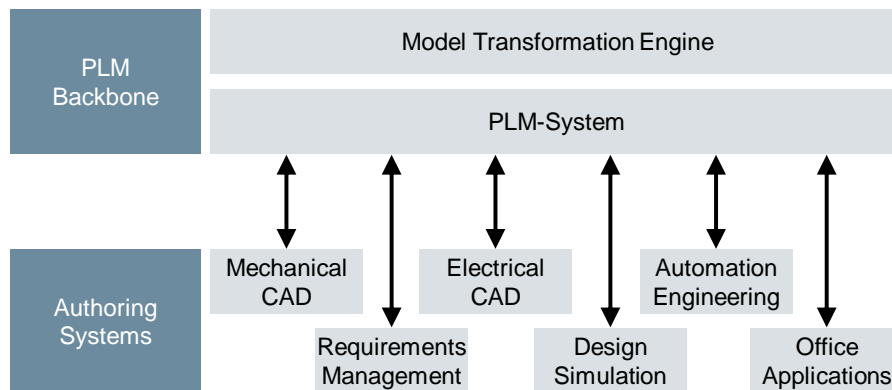 PLM
Backbone
Model Transformation Engine
PLM-System
Authoring
Systems
Mechanical
CAD
Electrical
CAD
Automation
Engineering
Requirements
Management
Design
Simulation
Office
Applications